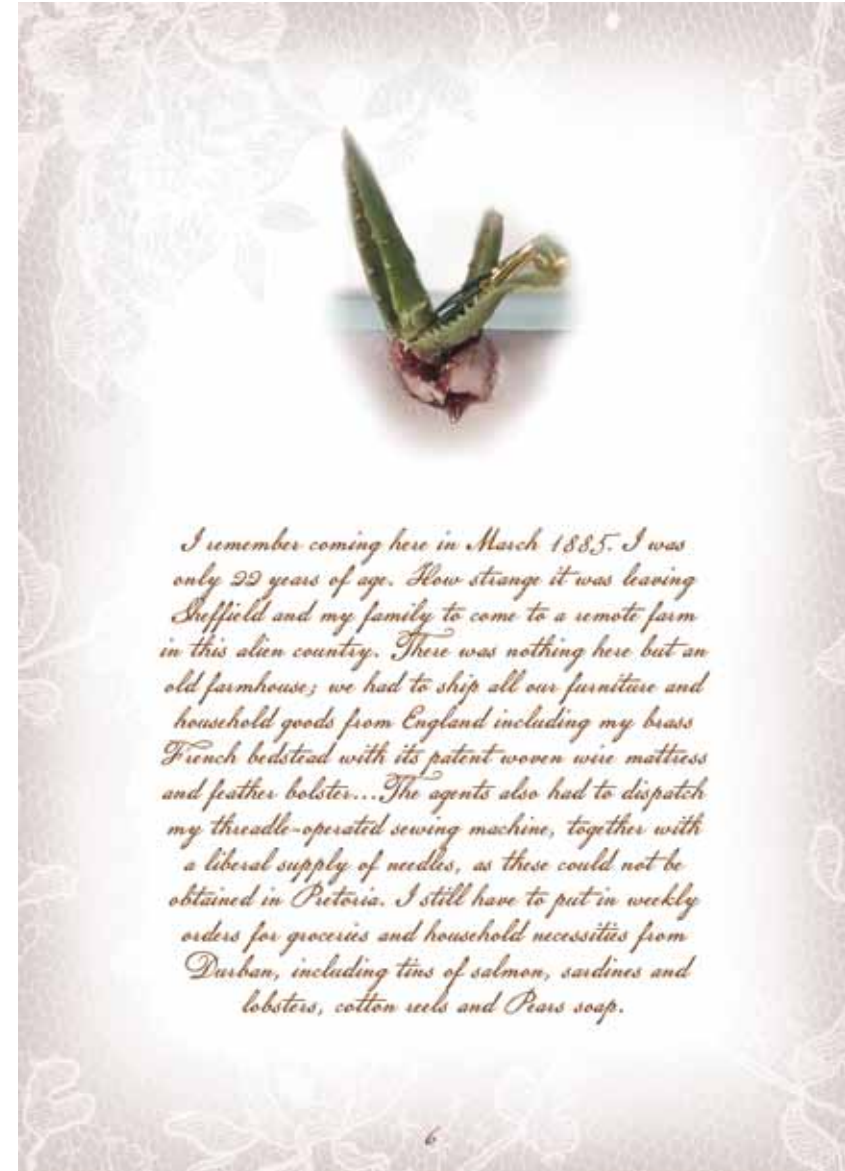 I remember coming here in March 1885. I was
only 22 years of age. How strange it was leaving
Sheffield and my family to come to a remote farm
in this alien country. There was nothing here but an
old farmhouse; we had to ship all our furniture and
household goods from England including my brass
French bedstead with its patent woven wire mattress
and feather bolster...The agents also had to dispatch
my threadle-operated sewing machine, together with
a liberal supply of needles, as these could not be
obtained in Pretoria. I still have to put in weekly
orders for groceries and household necessities from
Durban, including tins of salmon, sardines and
lobsters, cotton reels and Pears soap.
6